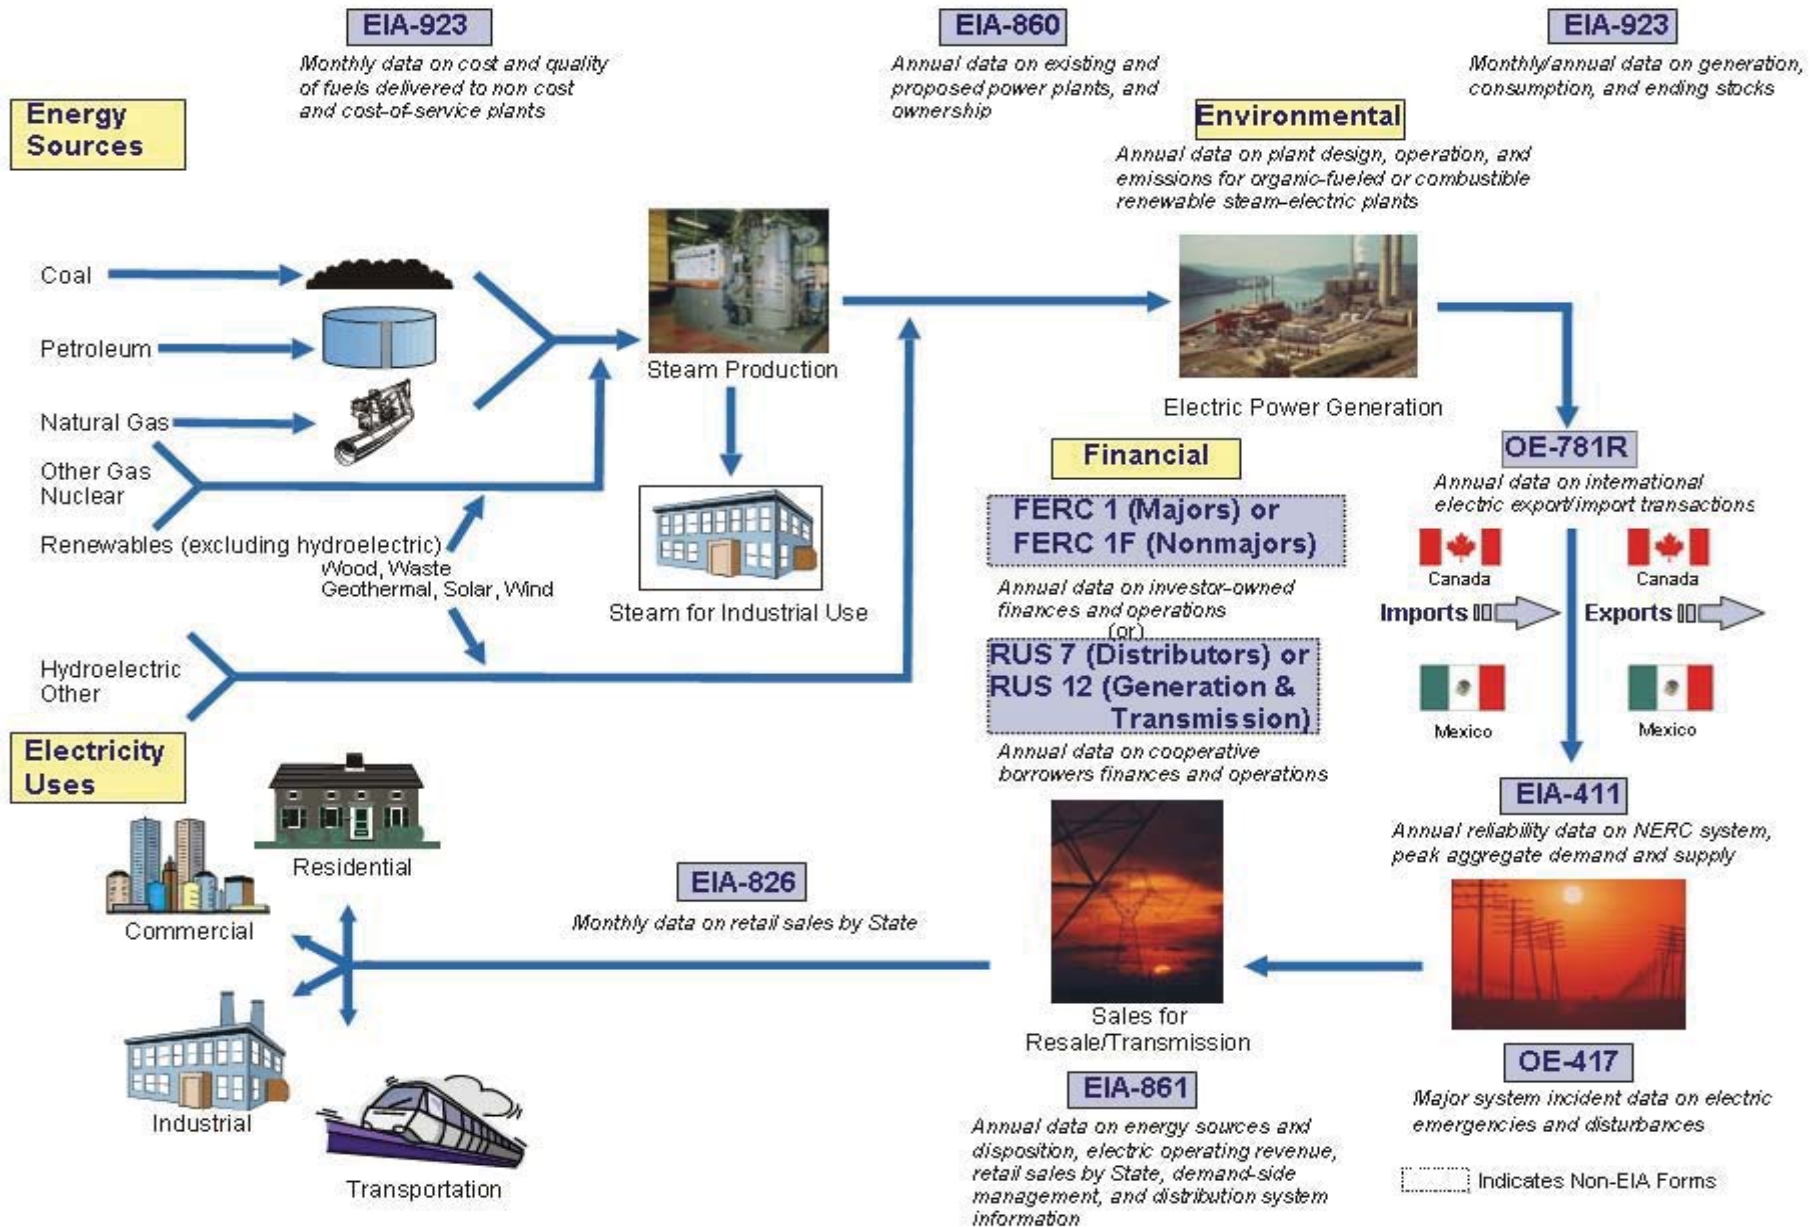 EIA-923
Monthly data on cost and quality
of fuels delivered to non cost
and cost-of-service plants
EIA-860
Annual data on existing and
proposed power plants, and
ownership
EIA-923
Monthly/annual data on generation,
consumption, and ending stocks
Energy
Sources
Environmental
Annual data on plant design, operation, and
emissions for organic-fueled or combustible
renewable steam-electric plants
Coal
Petroleum
Natural Gas
Other Gas
Nuclear
Renewables (excluding hydroelectric)
Wood, Waste
Geothermal, Solar, Wind
Hydroelectric
Other
Steam Production
Steam for Industrial Use
Electric Power Generation
Financial
FERC 1 (Majors) or
FERC 1F (Nonmajors)
Annual data on investor-owned
finances and operations
(or)
RUS 7 (Distributors) or
RUS 12 (Generation &
Transmission)
Annual data on cooperative
borrowers finances and operations
OE-781R
Annual data on international
electric export/import transactions
Canada
Canada
Imports
Exports
Mexico
Mexico
EIA-411
Annual reliability data on NERC system,
peak aggregate demand and supply
OE-417
Major system incident data on electric
emergencies and disturbances
Indicates Non-EIA Forms
Sales for
Resale/Transmission
EIA-861
Annual data on energy sources and
disposition, electric operating revenue,
retail sales by State, demand-side
management, and distribution system
information
EIA-826
Monthly data on retail sales by State
Electricity
Uses
Residential
Commercial
Industrial
Transportation